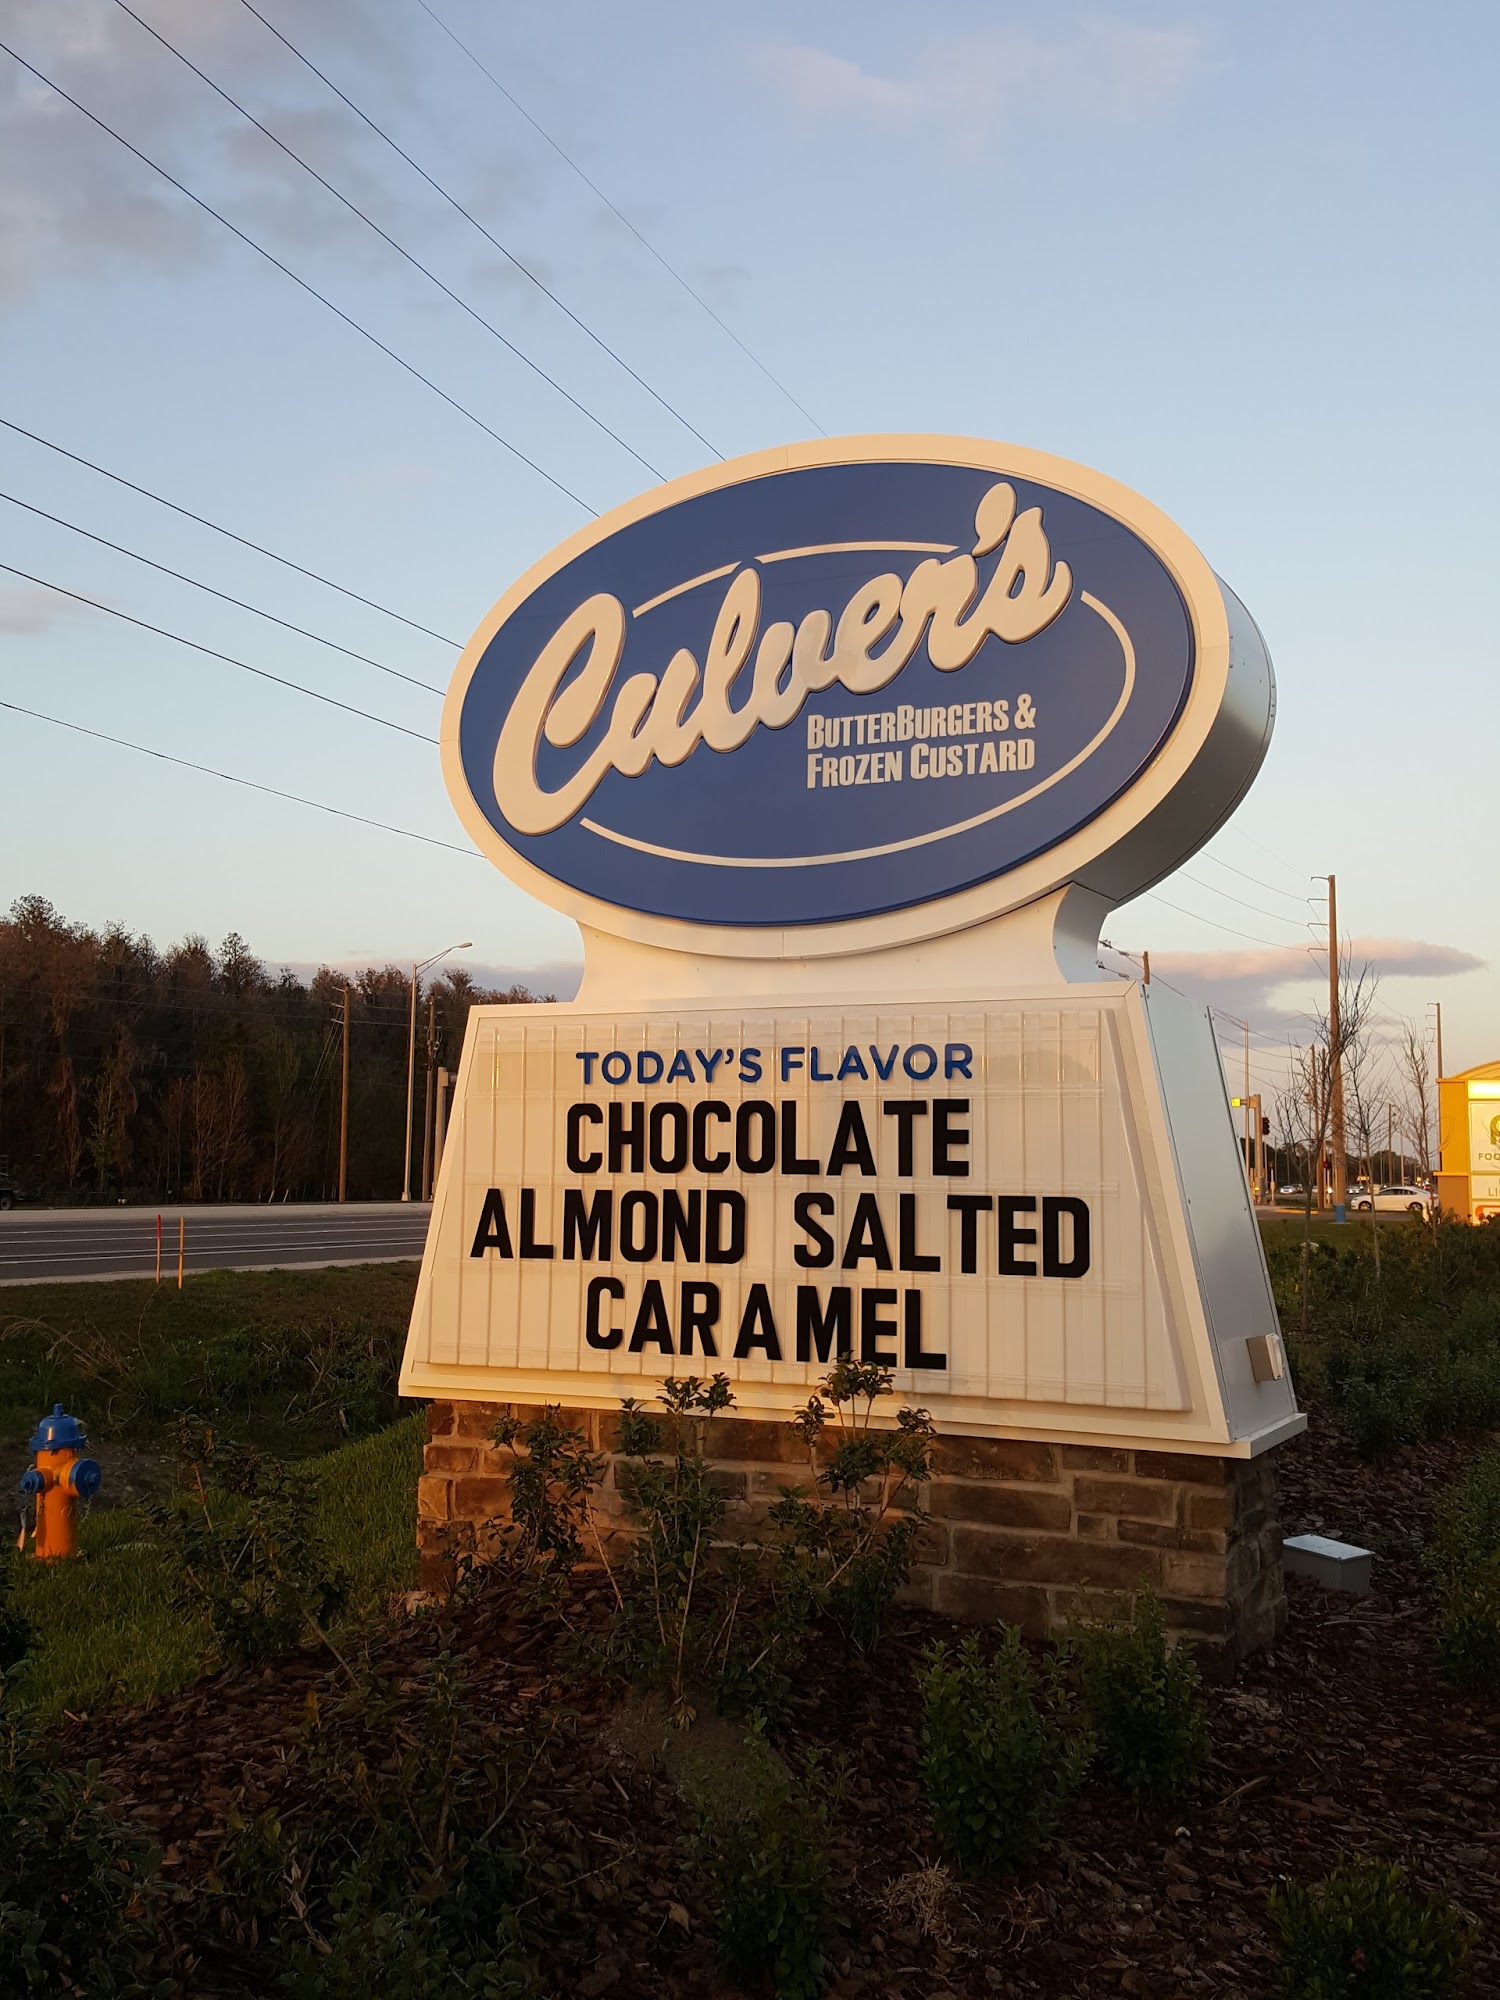 Culver's
BUTTERBURGERS &
FROZEN CUSTARD
TODAY'S FLAVOR
CHOCOLATE
ALMOND SALTED
CARAMEL